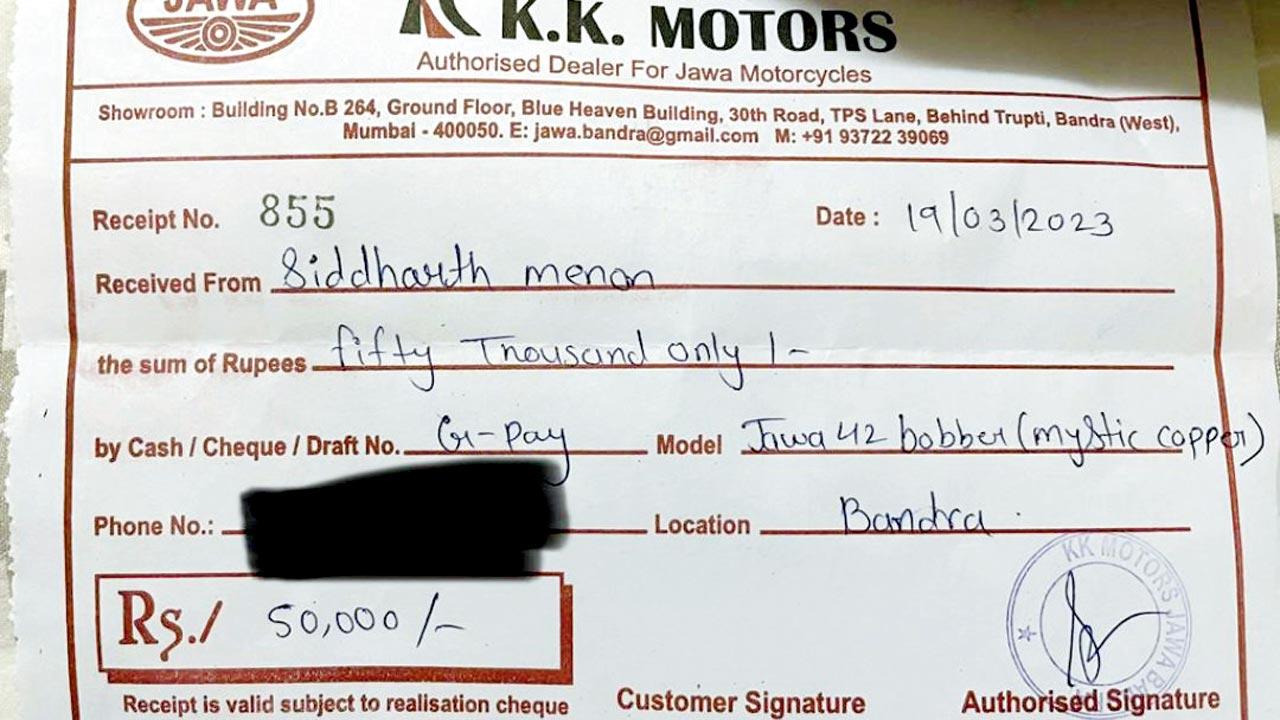 JAWA
K.K. MOTORS
Authorised Dealer For Jawa Motorcycles
Showroom : Building No.B 264, Ground Floor, Blue Heaven Building, 30th Road, TPS Lane, Behind Trupti, Bandra (West),
Mumbai - 400050. E: jawa.bandra@gmail.com M: +91 93722 39069
Receipt No. 855 Date : 19/03/2023
Received From Siddharth menon
the sum of Rupees fifty Thousand only /-
by Cash / Cheque / Draft No. G-Pay Model Jawa 42 bobber (mystic copper)
Phone No.: Location Bandra
KK MOTORS JAWA BA
Rs./ 50,000/-
Receipt is valid subject to realisation cheque Customer Signature Authorised Signature